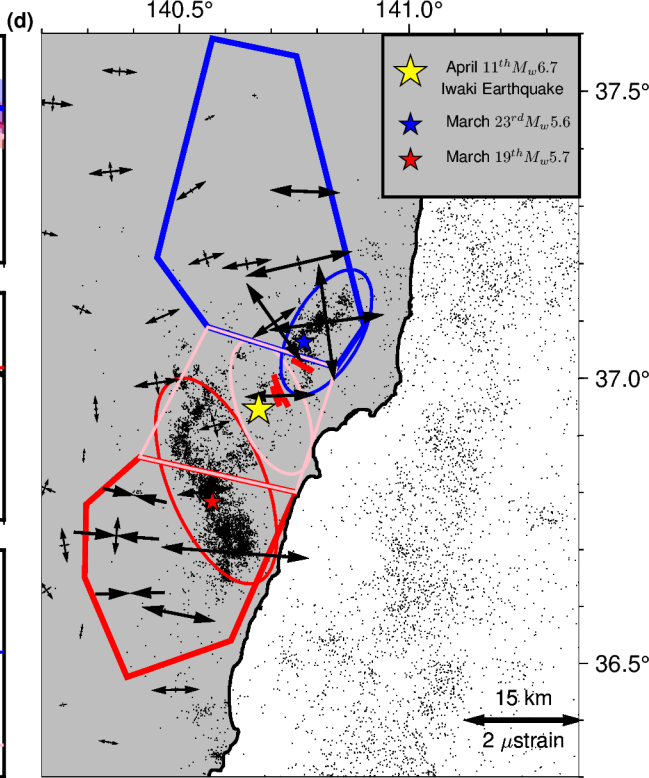 (d)
140.5° 141.0°
April 11th Mw6.7
Iwaki Earthquake
March 23rd Mw5.6
March 19th Mw5.7
37.5°
37.0°
36.5°
15 km
2 μstrain